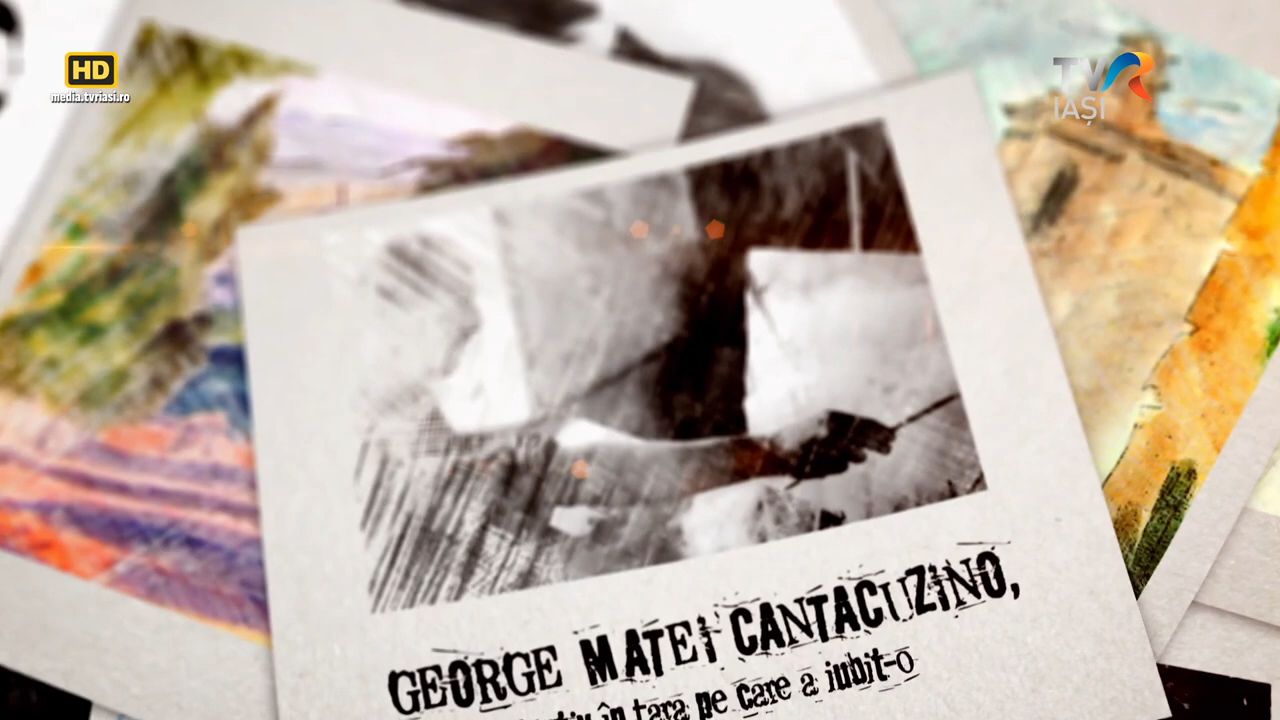 HD
media.tvriasi.ro
TVR
IAȘI
GEORGE MATEI CANTACUZINO,
în țara pe care a iubit-o